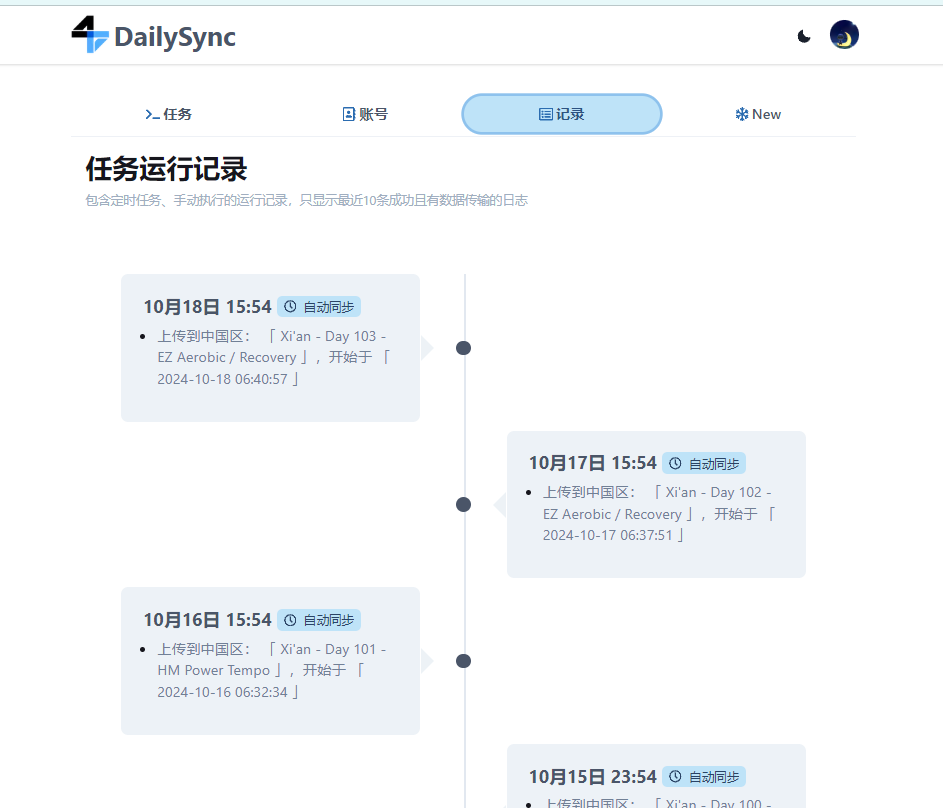 DailySync
任务
账号
记录
New
任务运行记录
包含定时任务、手动执行的运行记录，只显示最近10条成功且有数据传输的日志
10月18日 15:54 自动同步
上传到中国区： 「 Xi'an - Day 103 -
EZ Aerobic / Recovery 」，开始于 「
2024-10-18 06:40:57 」
10月17日 15:54 自动同步
上传到中国区： 「 Xi'an - Day 102 -
EZ Aerobic / Recovery 」，开始于 「
2024-10-17 06:37:51 」
10月16日 15:54 自动同步
上传到中国区： 「 Xi'an - Day 101 -
HM Power Tempo 」，开始于 「
2024-10-16 06:32:34 」
10月15日 23:54 自动同步
上传到中国区： 「 Xi'an - Day 100 -